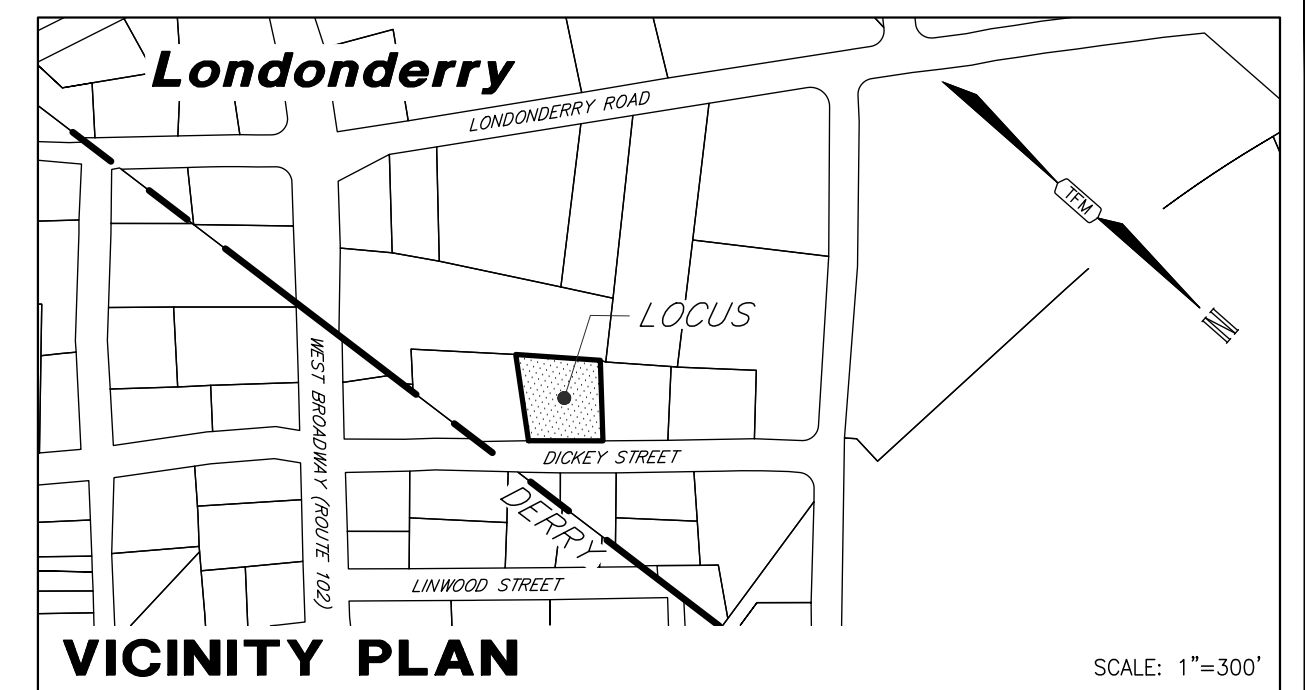 Londonderry
LONDONDERRY ROAD
TFM
N
LOCUS
WEST BROADWAY (ROUTE 102)
DICKEY STREET
DERRY
LINWOOD STREET
VICINITY PLAN
SCALE: 1"=300'